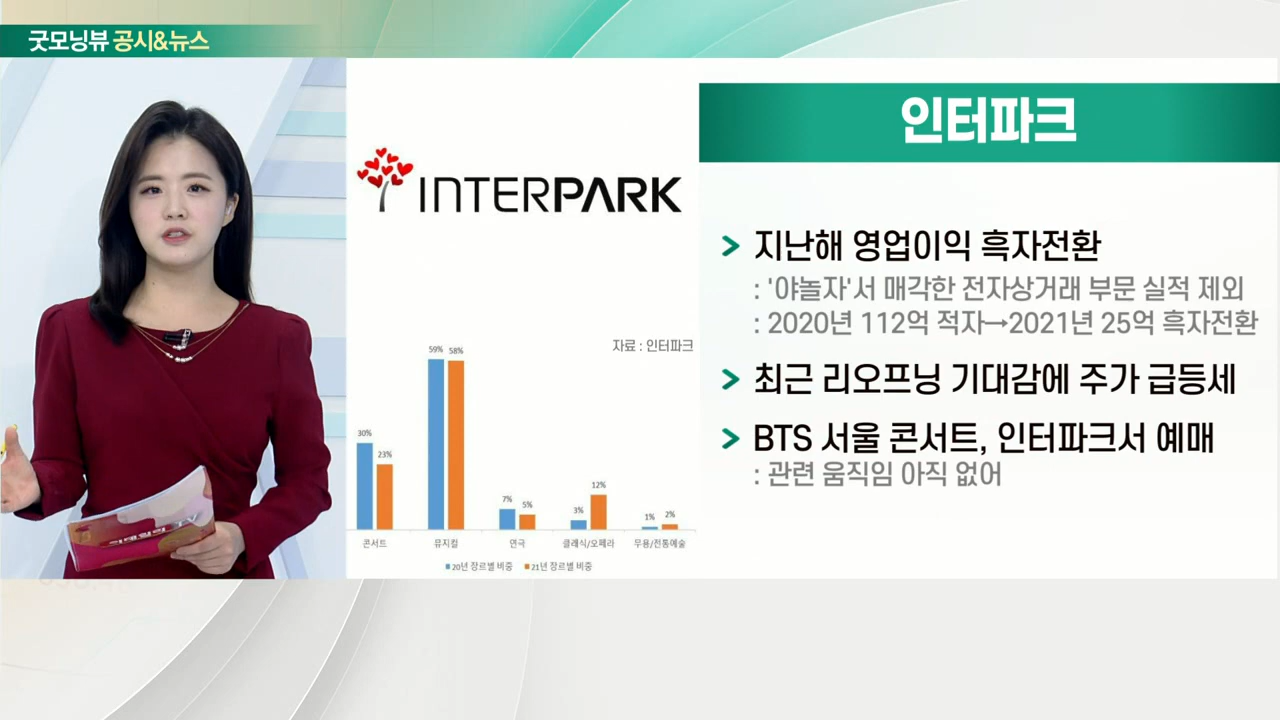 굿모닝뷰 공시&뉴스
INTERPARK
자료 : 인터파크
59% 58%
30%
23%
12%
7%
5%
3%
1% 2%
콘서트 뮤지컬 연극 클래식/오페라 무용/전통예술
20년 장르별 비중 21년 장르별 비중
인터파크
지난해 영업이익 흑자전환
: '야놀자'서 매각한 전자상거래 부문 실적 제외
: 2020년 112억 적자→2021년 25억 흑자전환
최근 리오프닝 기대감에 주가 급등세
BTS 서울 콘서트, 인터파크서 예매
: 관련 움직임 아직 없어